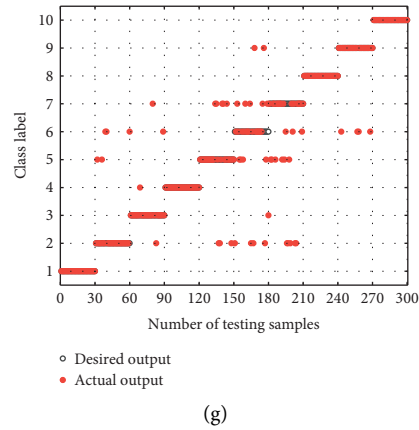 10
9
8
7
6
5
4
3
2
1
Class label
0 30 60 90 120 150 180 210 240 270 300
Number of testing samples
Desired output
Actual output
(g)